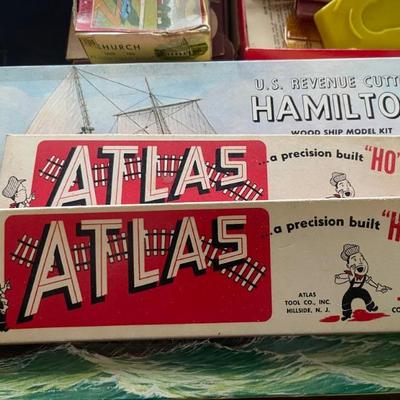 CHURCH
U.S. REVENUE CUTT
HAMILTO
WOOD SHIP MODEL KIT
ATLAS
...a precision built "HO"
ATLAS
...a precision built "H
ATLAS
TOOL CO., INC.
HILLSIDE, N. J.
CO